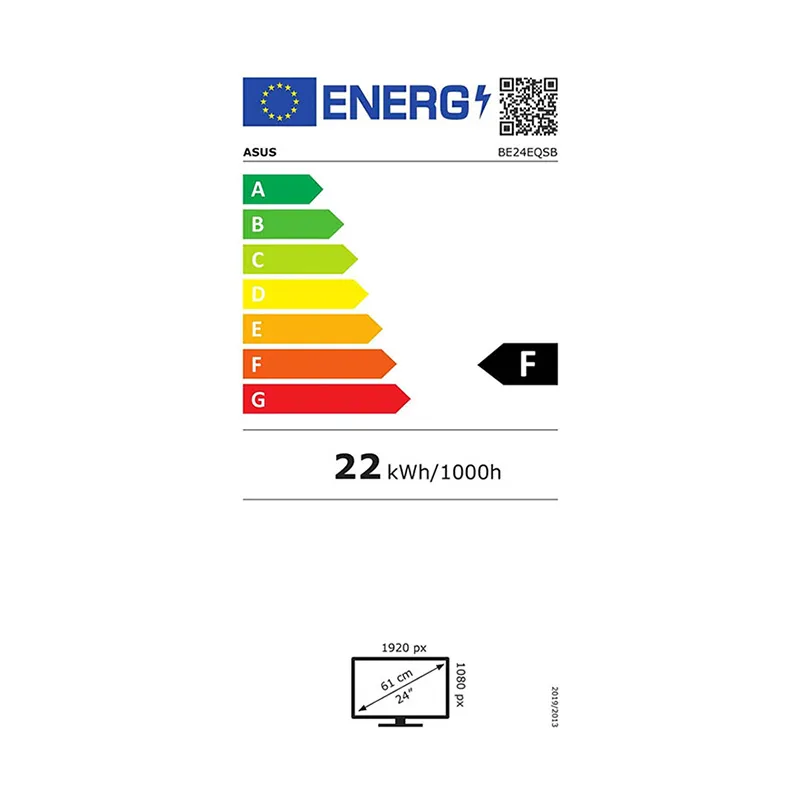 ENERG
ASUS BE24EQSB
A
B
C
D
E
F
F
G
22 kWh/1000h
1920 px
1080 px
61 cm
24"
2019/2013